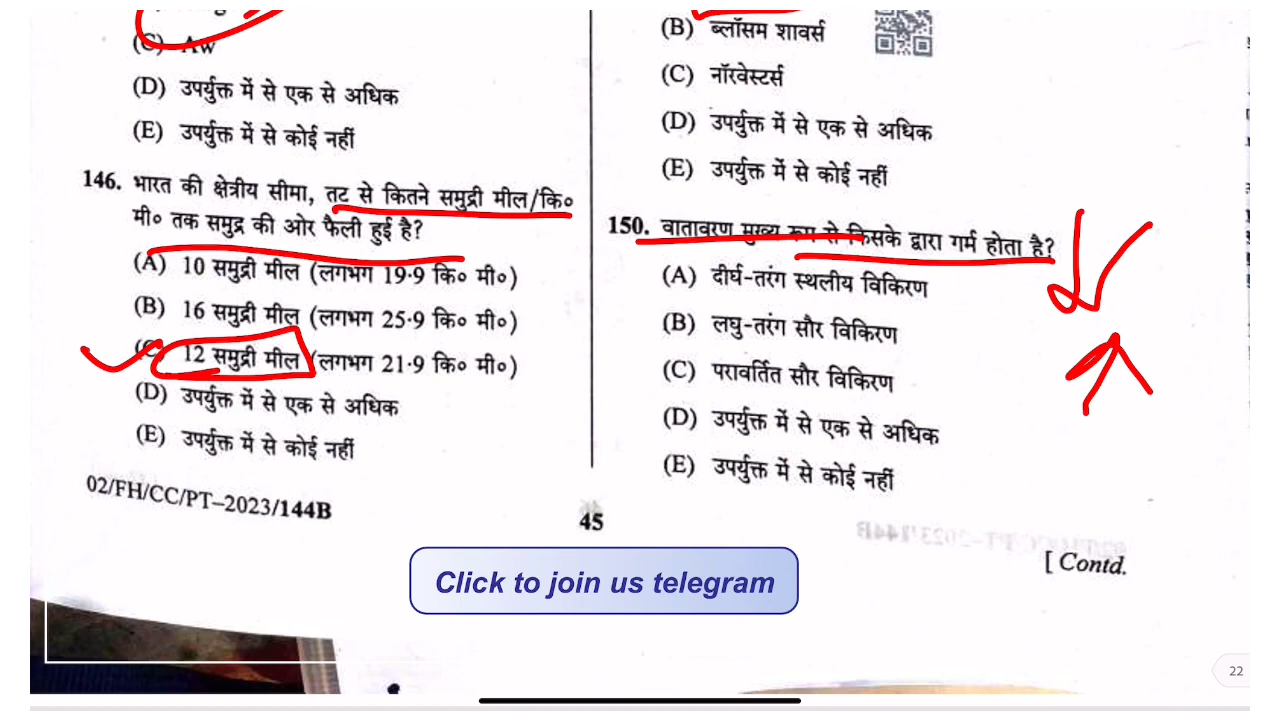 (C) Aw
(D) उपर्युक्त में से एक से अधिक
(E) उपर्युक्त में से कोई नहीं
146. भारत की क्षेत्रीय सीमा, तट से कितने समुद्री मील/कि०
मी० तक समुद्र की ओर फैली हुई है?
(A) 10 समुद्री मील (लगभग 19·9 कि० मी०)
(B) 16 समुद्री मील (लगभग 25·9 कि० मी०)
(C) 12 समुद्री मील (लगभग 21·9 कि० मी०)
(D) उपर्युक्त में से एक से अधिक
(E) उपर्युक्त में से कोई नहीं
02/FH/CC/PT–2023/144B
(B) ब्लॉसम शावर्स
(C) नॉरवेस्टर्स
(D) उपर्युक्त में से एक से अधिक
(E) उपर्युक्त में से कोई नहीं
150. वातावरण मुख्य रूप से किसके द्वारा गर्म होता है?
(A) दीर्घ-तरंग स्थलीय विकिरण
(B) लघु-तरंग सौर विकिरण
(C) परावर्तित सौर विकिरण
(D) उपर्युक्त में से एक से अधिक
(E) उपर्युक्त में से कोई नहीं
45
[ Contd.
Click to join us telegram
22